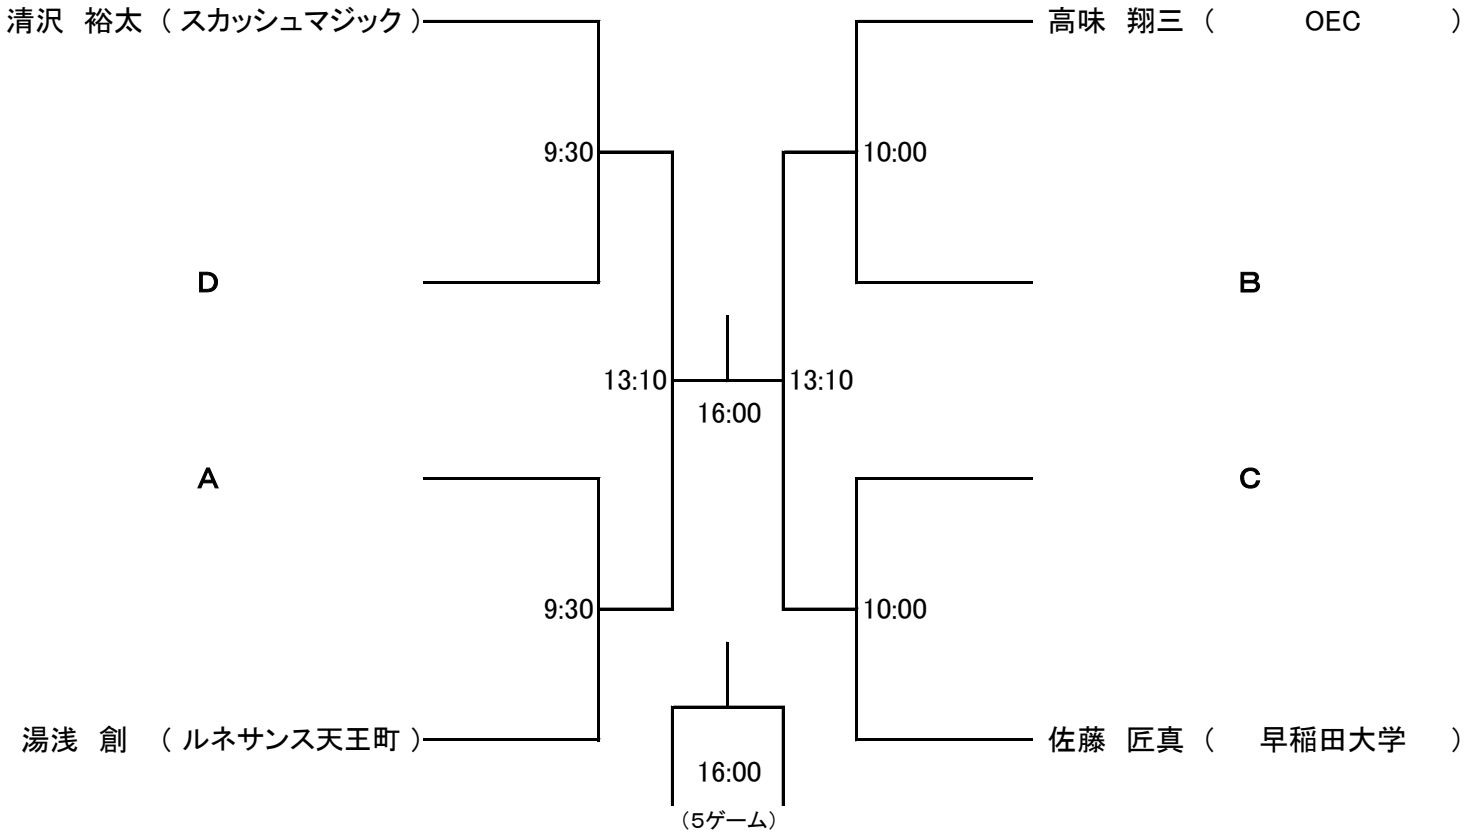 清沢　裕太 （ スカッシュマジック ）
高味　翔三 （ OEC ）
9:30
10:00
D
B
13:10
13:10
16:00
A
C
9:30
10:00
湯浅　創 （ ルネサンス天王町 ）
佐藤　匠真 （ 早稲田大学 ）
16:00
（5ゲーム）